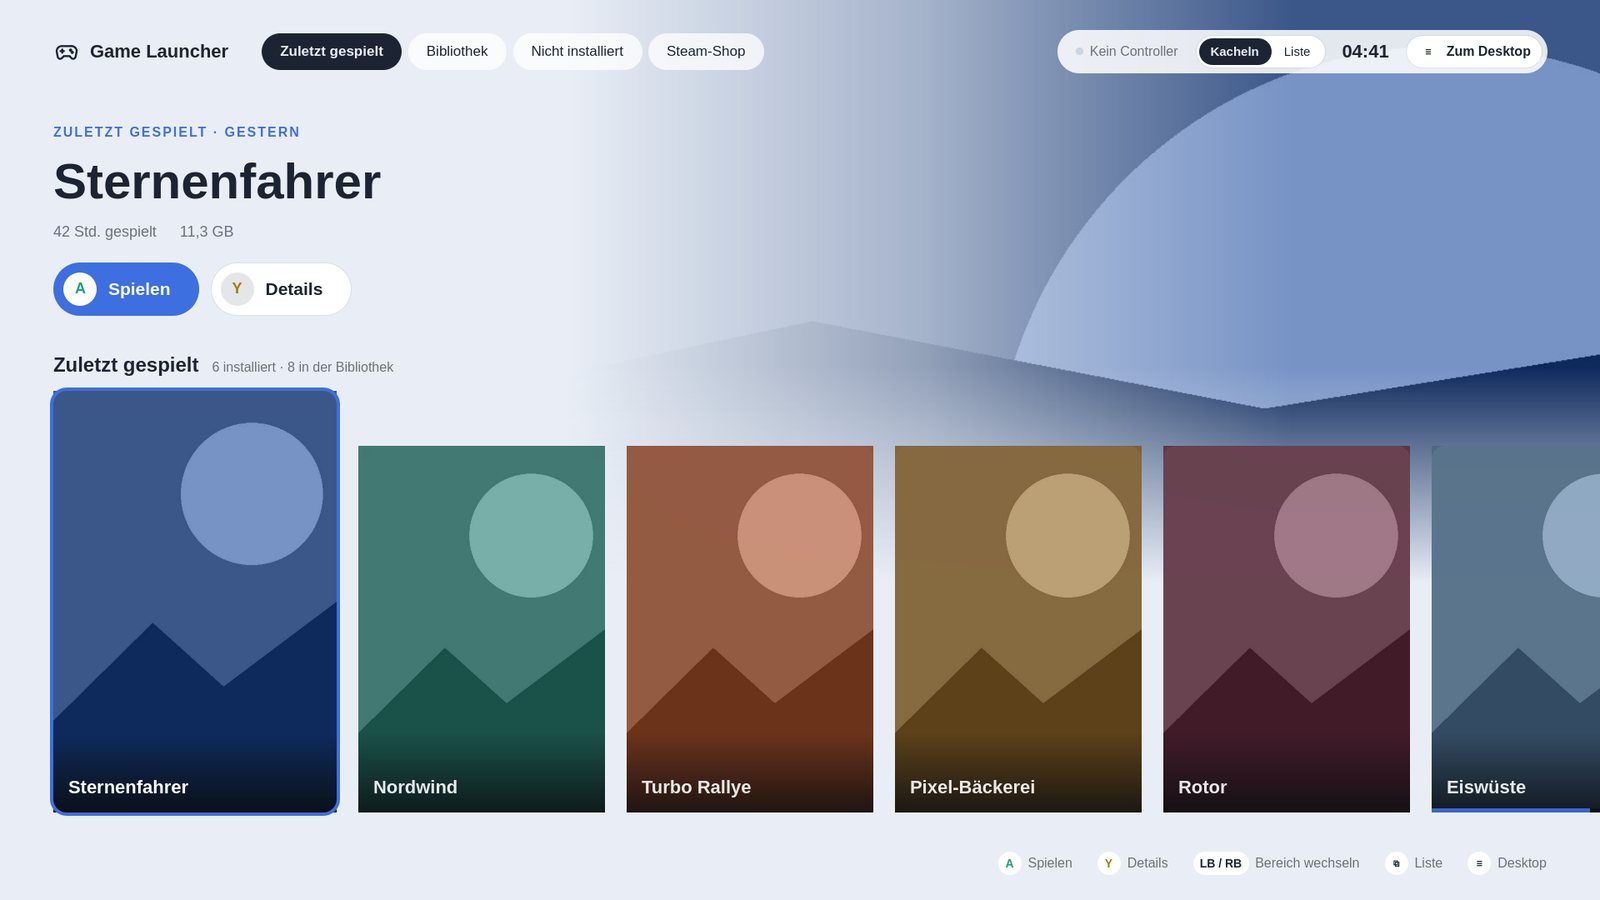 Game Launcher
Zuletzt gespielt
Bibliothek
Nicht installiert
Steam-Shop
Kein Controller
Kacheln
Liste
04:41
≡ Zum Desktop
ZULETZT GESPIELT · GESTERN
Sternenfahrer
42 Std. gespielt 11,3 GB
A Spielen
Y Details
Zuletzt gespielt 6 installiert · 8 in der Bibliothek
Sternenfahrer
Nordwind
Turbo Rallye
Pixel-Bäckerei
Rotor
Eiswüste
A Spielen
Y Details
LB / RB Bereich wechseln
⧉ Liste
≡ Desktop